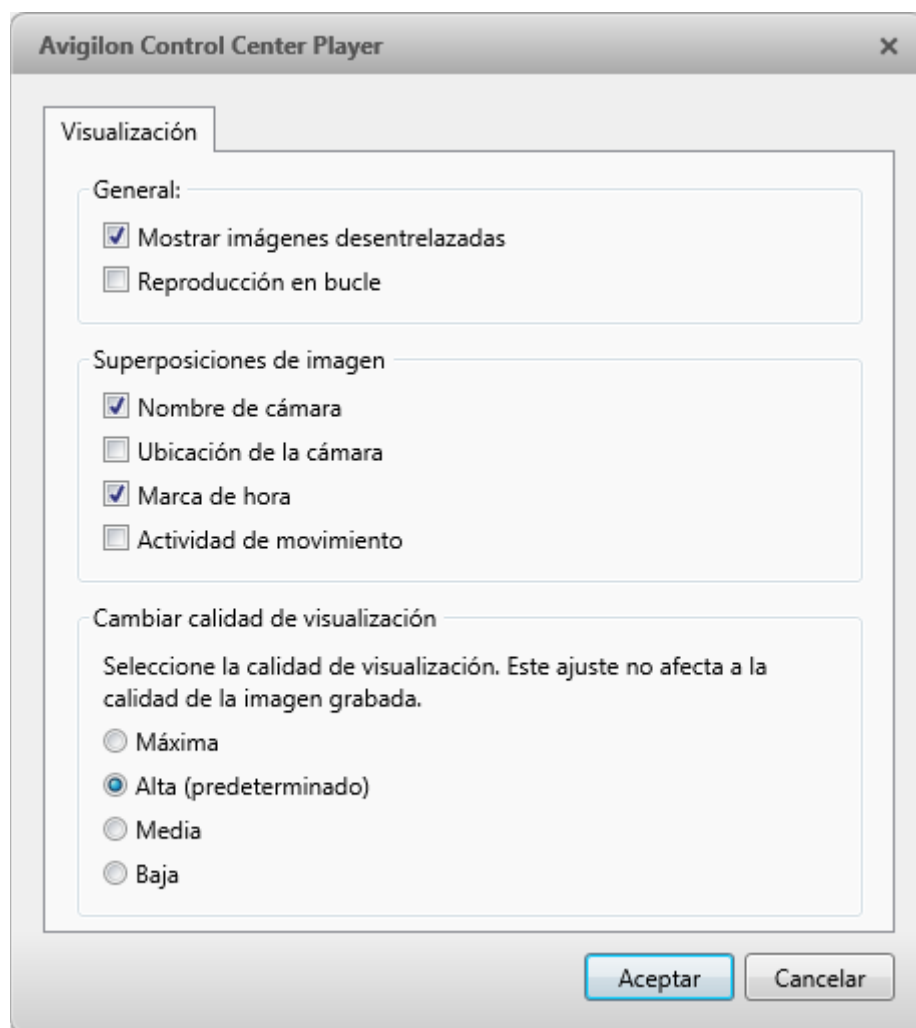 Avigilon Control Center Player
Visualización
General:
Mostrar imágenes desentrelazadas
Reproducción en bucle
Superposiciones de imagen
Nombre de cámara
Ubicación de la cámara
Marca de hora
Actividad de movimiento
Cambiar calidad de visualización
Seleccione la calidad de visualización. Este ajuste no afecta a la
calidad de la imagen grabada.
Máxima
Alta (predeterminado)
Media
Baja
Aceptar
Cancelar